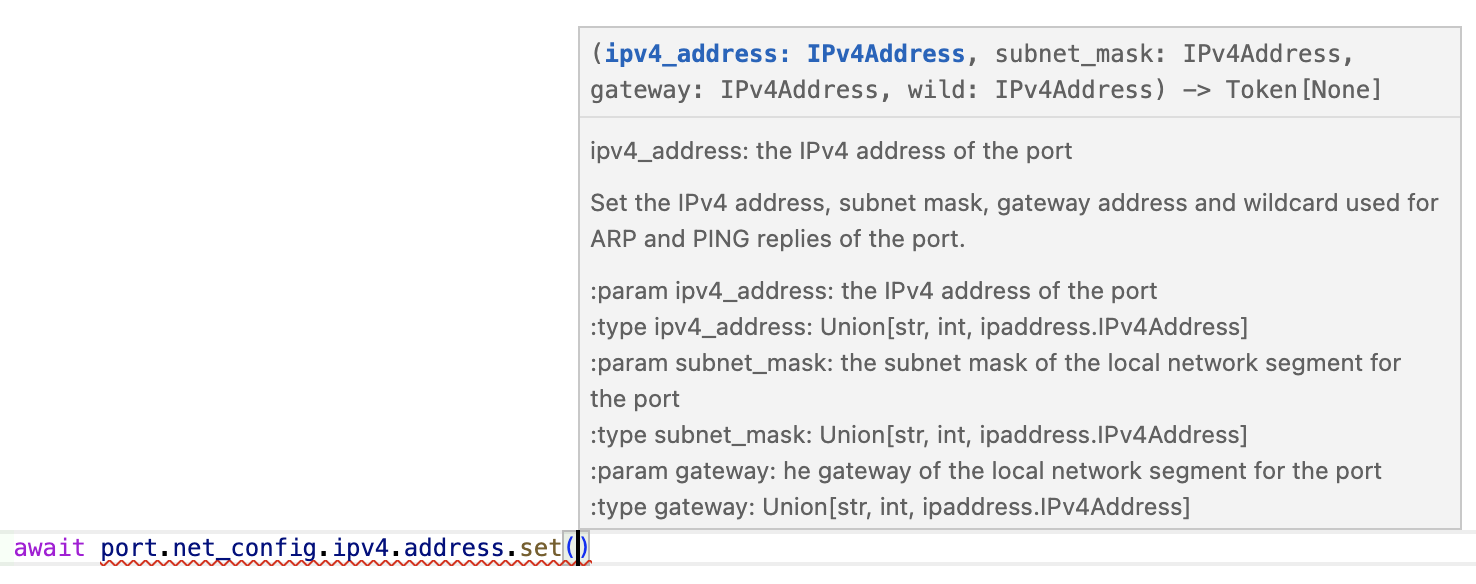 (ipv4_address: IPv4Address, subnet_mask: IPv4Address,
gateway: IPv4Address, wild: IPv4Address) -> Token[None]
ipv4_address: the IPv4 address of the port
Set the IPv4 address, subnet mask, gateway address and wildcard used for
ARP and PING replies of the port.
:param ipv4_address: the IPv4 address of the port
:type ipv4_address: Union[str, int, ipaddress.IPv4Address]
:param subnet_mask: the subnet mask of the local network segment for
the port
:type subnet_mask: Union[str, int, ipaddress.IPv4Address]
:param gateway: he gateway of the local network segment for the port
:type gateway: Union[str, int, ipaddress.IPv4Address]
await port.net_config.ipv4.address.set()